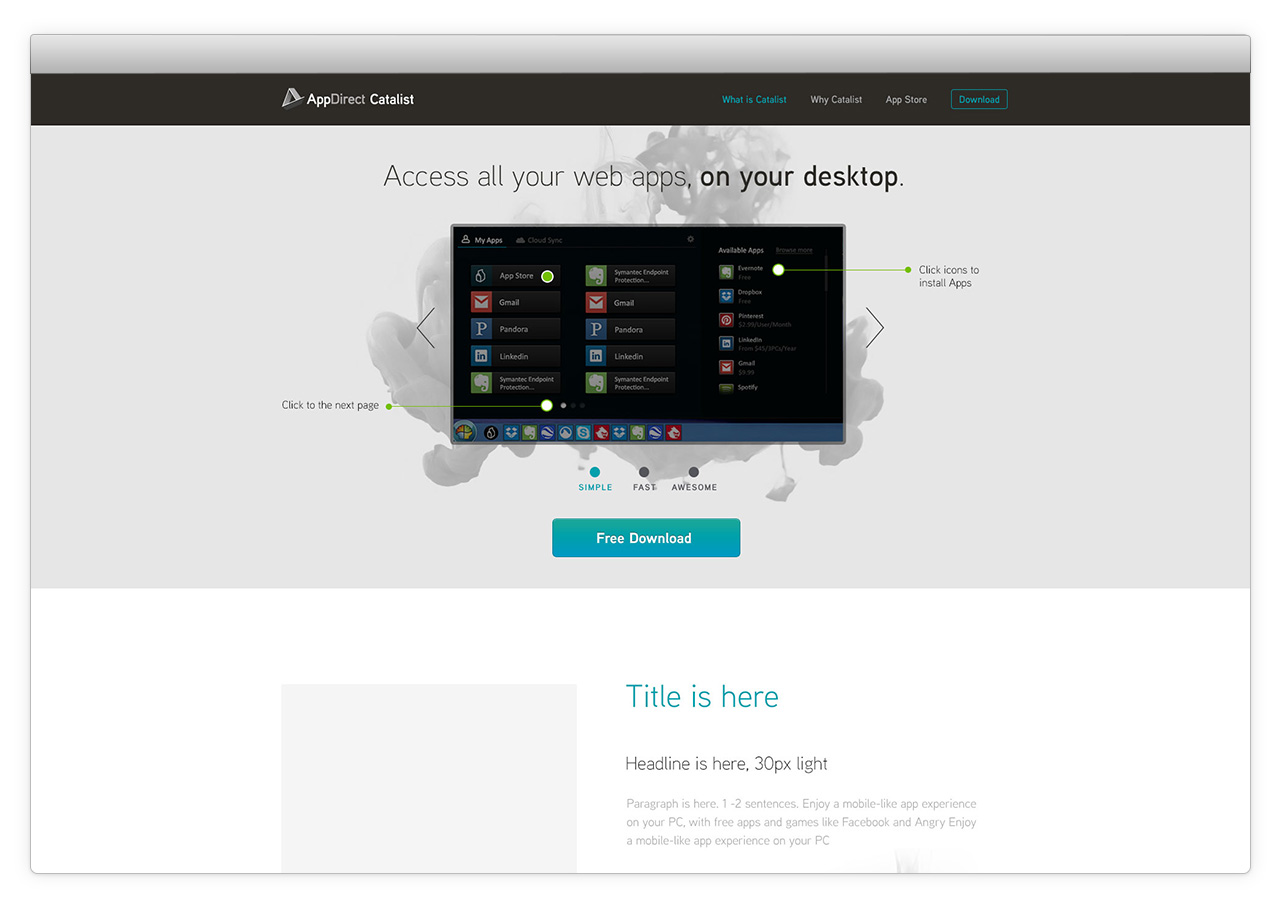 AppDirect Catalist
What is Catalist
Why Catalist
App Store
Download
Access all your web apps, on your desktop.
My Apps
Cloud Sync
App Store
Gmail
Pandora
Linkedin
Symantec Endpoint
Protection...
Symantec Endpoint
Protection...
Gmail
Pandora
Linkedin
Symantec Endpoint
Protection...
Available Apps
Browse more
Evernote
Free
Dropbox
Free
Pinterest
$2.99/User/Month
LinkedIn
From $45/3PCs/Year
Gmail
$9.99
Spotify
Click icons to
install Apps
Click to the next page
SIMPLE
FAST
AWESOME
Free Download
Title is here
Headline is here, 30px light
Paragraph is here. 1 -2 sentences. Enjoy a mobile-like app experience
on your PC, with free apps and games like Facebook and Angry Enjoy
a mobile-like app experience on your PC